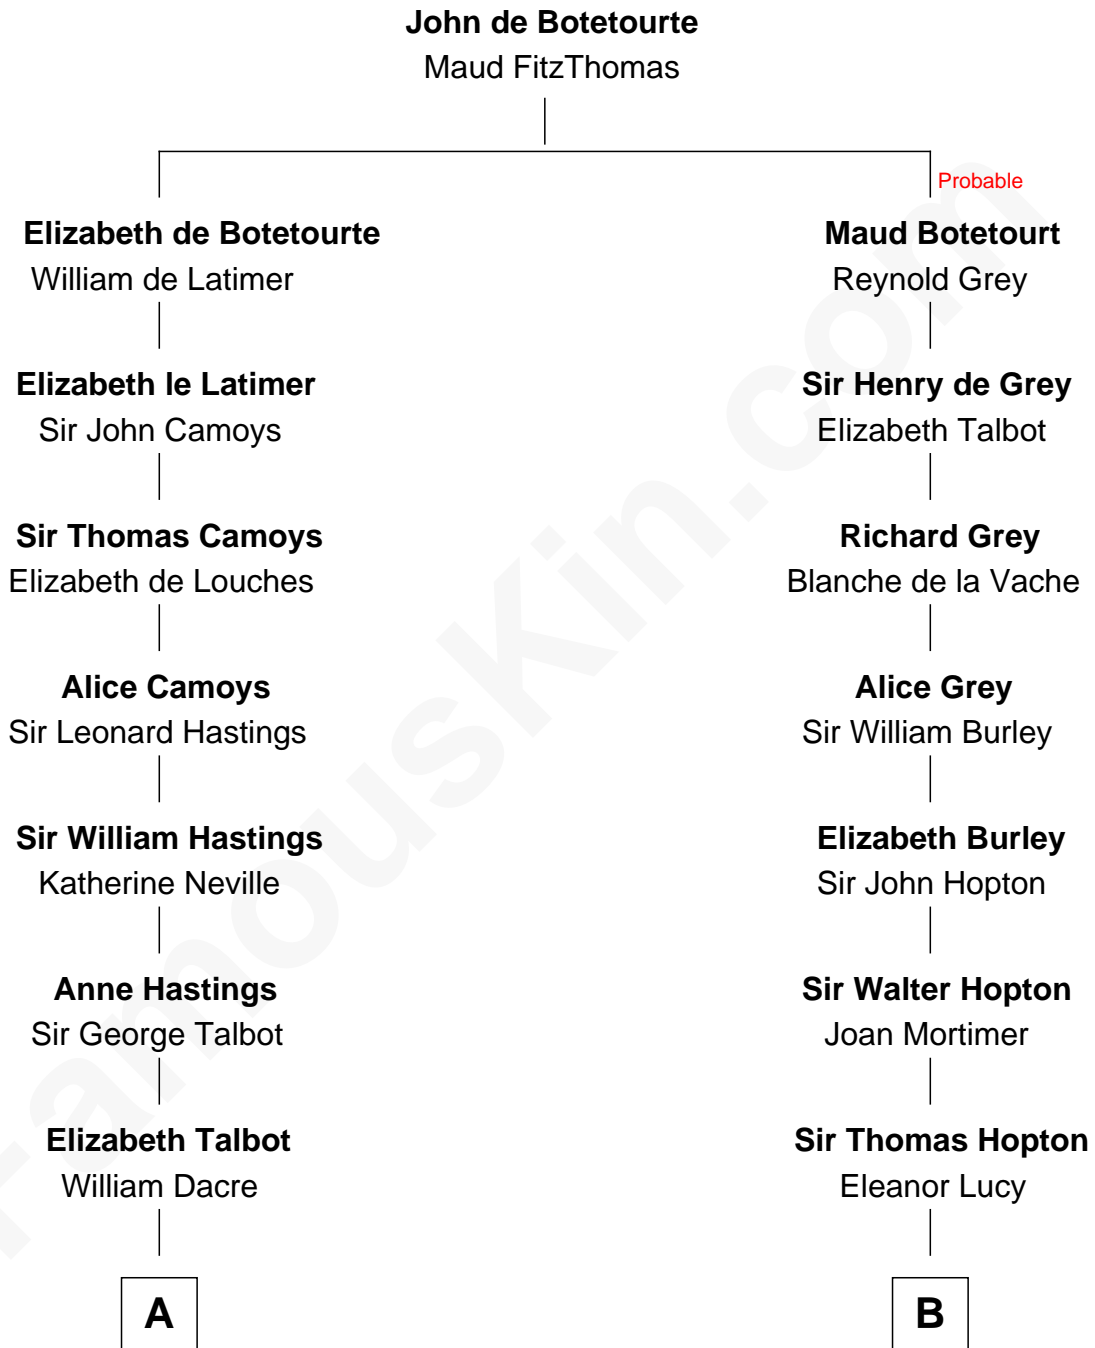 John de Botetourte
Maud FitzThomas
Probable
Elizabeth de Botetourte
William de Latimer
Maud Botetourt
Reynold Grey
Elizabeth le Latimer
Sir John Camoys
Sir Henry de Grey
Elizabeth Talbot
Sir Thomas Camoys
Elizabeth de Louches
Richard Grey
Blanche de la Vache
Alice Camoys
Sir Leonard Hastings
Alice Grey
Sir William Burley
Sir William Hastings
Katherine Neville
Elizabeth Burley
Sir John Hopton
Anne Hastings
Sir George Talbot
Sir Walter Hopton
Joan Mortimer
Elizabeth Talbot
William Dacre
Sir Thomas Hopton
Eleanor Lucy
A
B
FamousKin.com